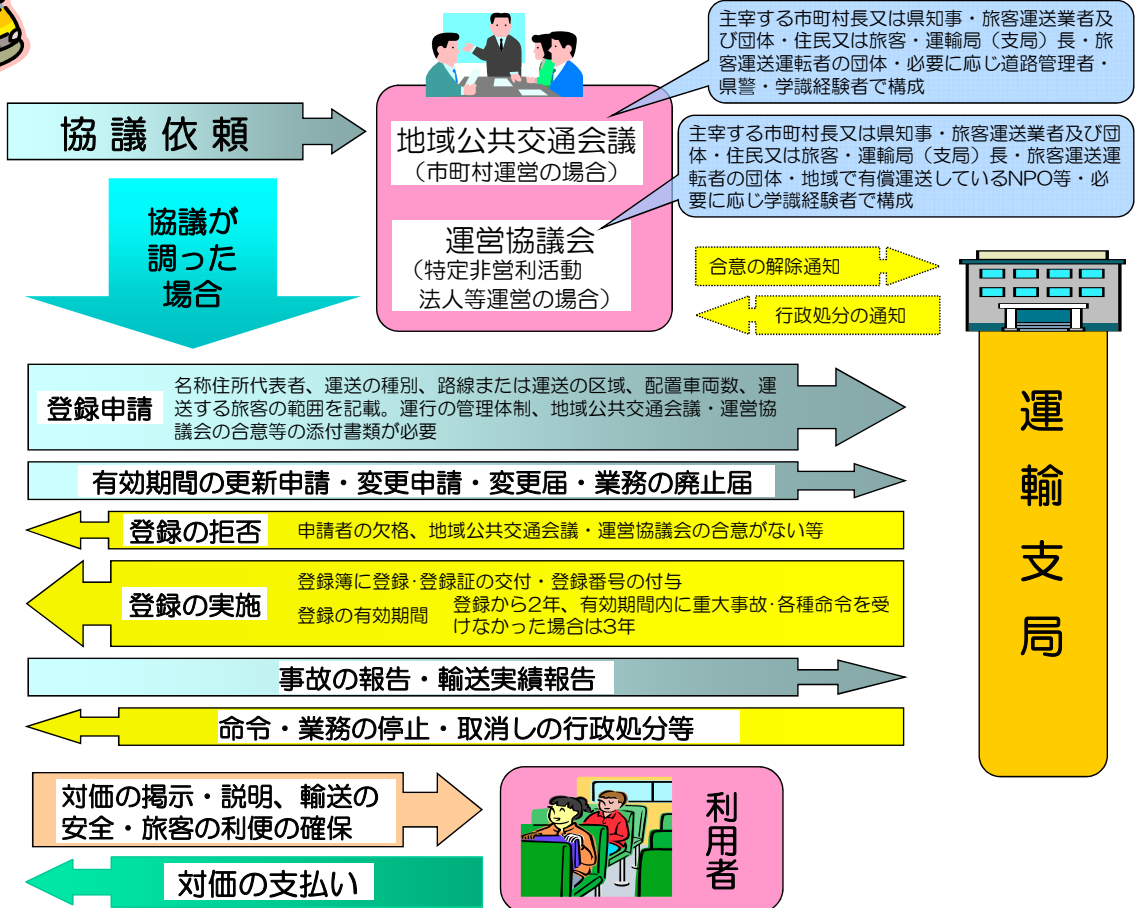 主宰する市町村長又は県知事・旅客運送業者及
び団体・住民又は旅客・運輸局（支局）長・旅
客運送運転者の団体・必要に応じ道路管理者・
県警・学識経験者で構成
協議依頼
地域公共交通会議
（市町村運営の場合）
主宰する市町村長又は県知事・旅客運送業者及び団
体・住民又は旅客・運輸局（支局）長・旅客運送運
転者の団体・地域で有償運送しているNPO等・必
要に応じ学識経験者で構成
協議が
調った
場合
運営協議会
（特定非営利活動
法人等運営の場合）
合意の解除通知
行政処分の通知
運輸支局
登録申請
名称住所代表者、運送の種別、路線または運送の区域、配置車両数、運
送する旅客の範囲を記載。運行の管理体制、地域公共交通会議・運営協
議会の合意等の添付書類が必要
有効期間の更新申請・変更申請・変更届・業務の廃止届
登録の拒否
申請者の欠格、地域公共交通会議・運営協議会の合意がない等
登録の実施
登録簿に登録・登録証の交付・登録番号の付与
登録の有効期間
登録から2年、有効期間内に重大事故・各種命令を受
けなかった場合は3年
事故の報告・輸送実績報告
命令・業務の停止・取消しの行政処分等
対価の掲示・説明、輸送の
安全・旅客の利便の確保
利用者
対価の支払い